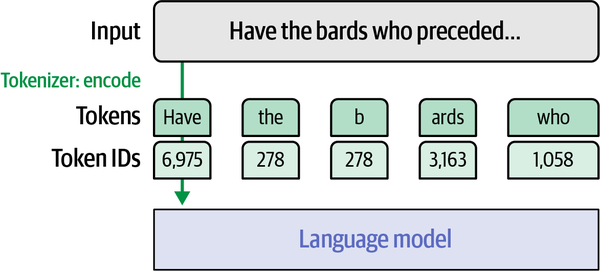 Input Have the bards who preceded...
Tokenizer: encode
Tokens Have the b ards who
Token IDs 6,975 278 278 3,163 1,058
Language model